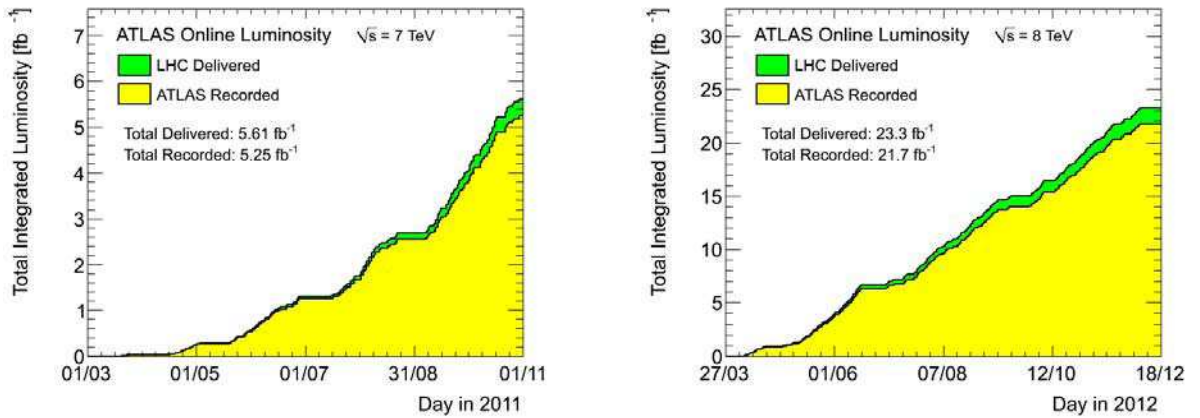 ATLAS Online Luminosity √s = 7 TeV
LHC Delivered
ATLAS Recorded
Total Delivered: 5.61 fb⁻¹
Total Recorded: 5.25 fb⁻¹
Total Integrated Luminosity [fb ⁻¹]
7
6
5
4
3
2
1
0
01/03 01/05 01/07 31/08 01/11
Day in 2011
ATLAS Online Luminosity √s = 8 TeV
LHC Delivered
ATLAS Recorded
Total Delivered: 23.3 fb⁻¹
Total Recorded: 21.7 fb⁻¹
Total Integrated Luminosity [fb ⁻¹]
30
25
20
15
10
5
0
27/03 01/06 07/08 12/10 18/12
Day in 2012